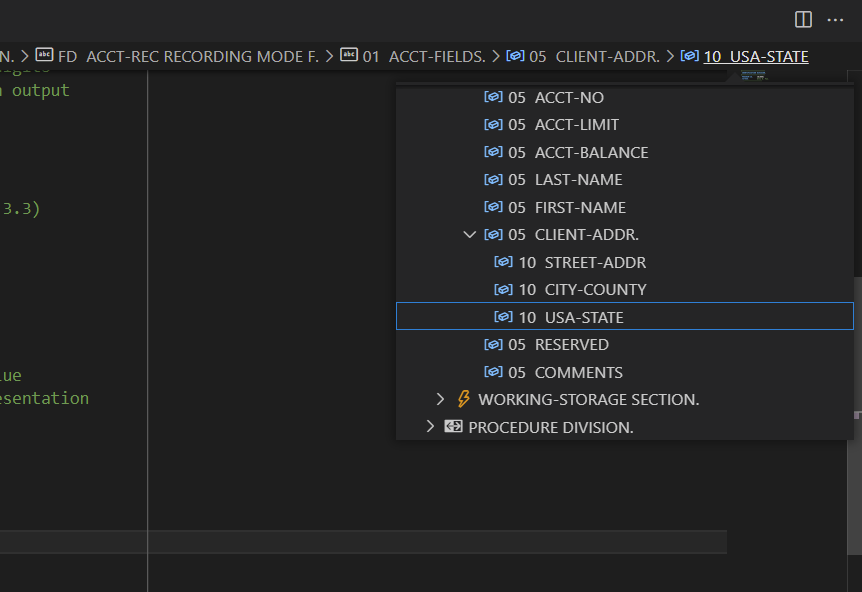 N. FD ACCT-REC RECORDING MODE F. 01 ACCT-FIELDS. 05 CLIENT-ADDR. 10 USA-STATE
output
3.3)
esentation
05 ACCT-NO
05 ACCT-LIMIT
05 ACCT-BALANCE
05 LAST-NAME
05 FIRST-NAME
05 CLIENT-ADDR.
10 STREET-ADDR
10 CITY-COUNTY
10 USA-STATE
05 RESERVED
05 COMMENTS
WORKING-STORAGE SECTION.
PROCEDURE DIVISION.